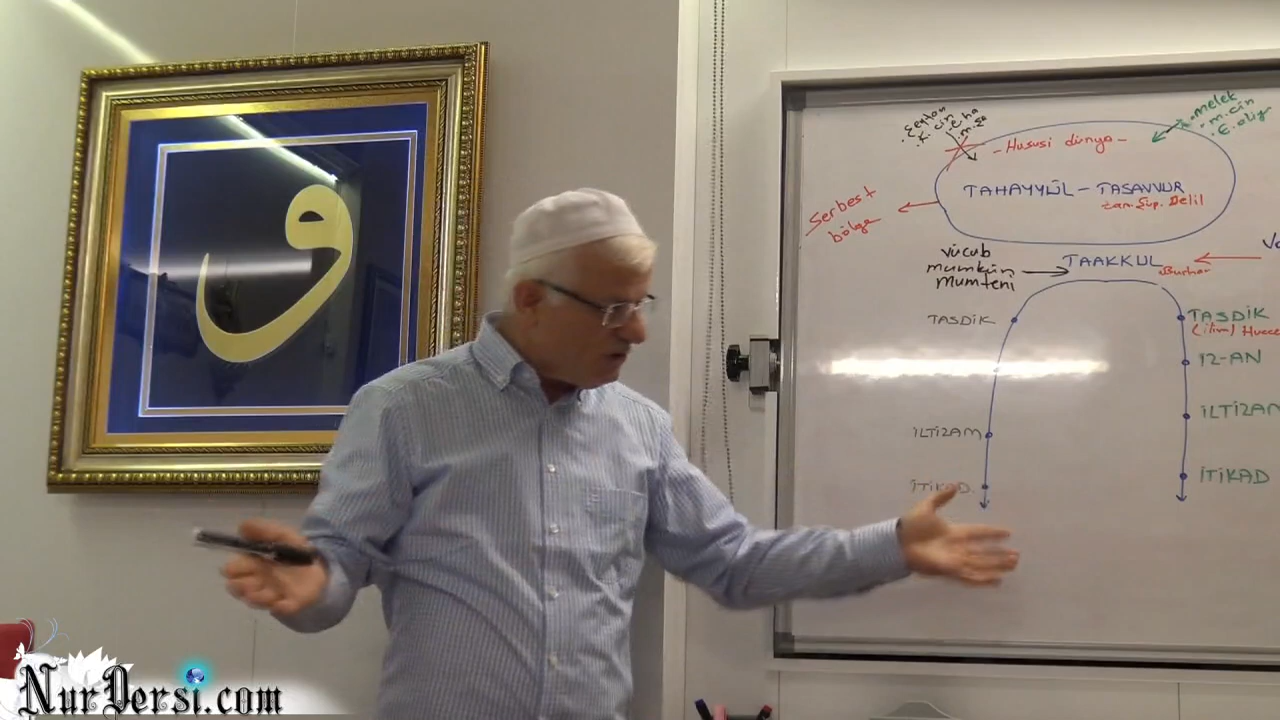 و
- Hususi dünya -
melek
m. cin
TAHAYYÜL - TASAVVUR
Delil
Serbest
bölge
vücub
mumkün
mumteni
TAAKKUL
Burhan
TASDİK
TASDİK
(ilim)
İZ-AN
İLTİZAM
İLTİZAM
İTİKAD
İTİKAD
NurDersi.com